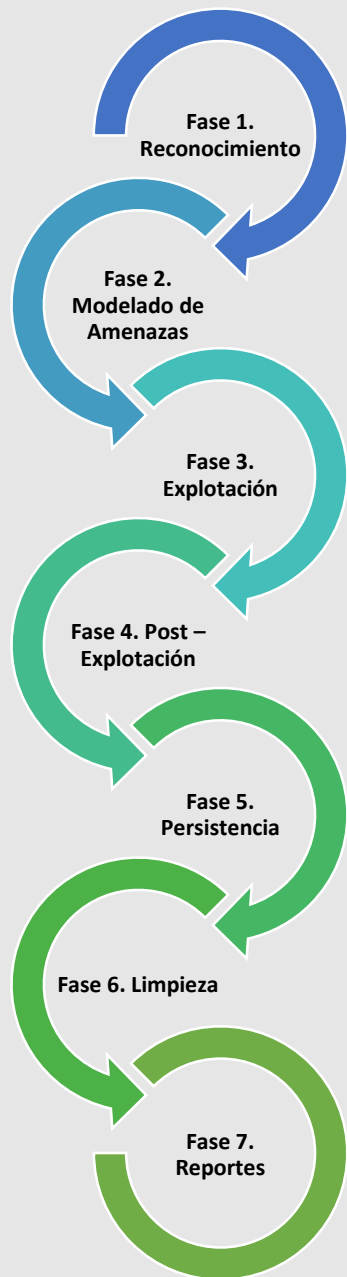 Fase 1.
Reconocimiento
Fase 2.
Modelado de
Amenazas
Fase 3.
Explotación
Fase 4. Post –
Explotación
Fase 5.
Persistencia
Fase 6. Limpieza
Fase 7.
Reportes